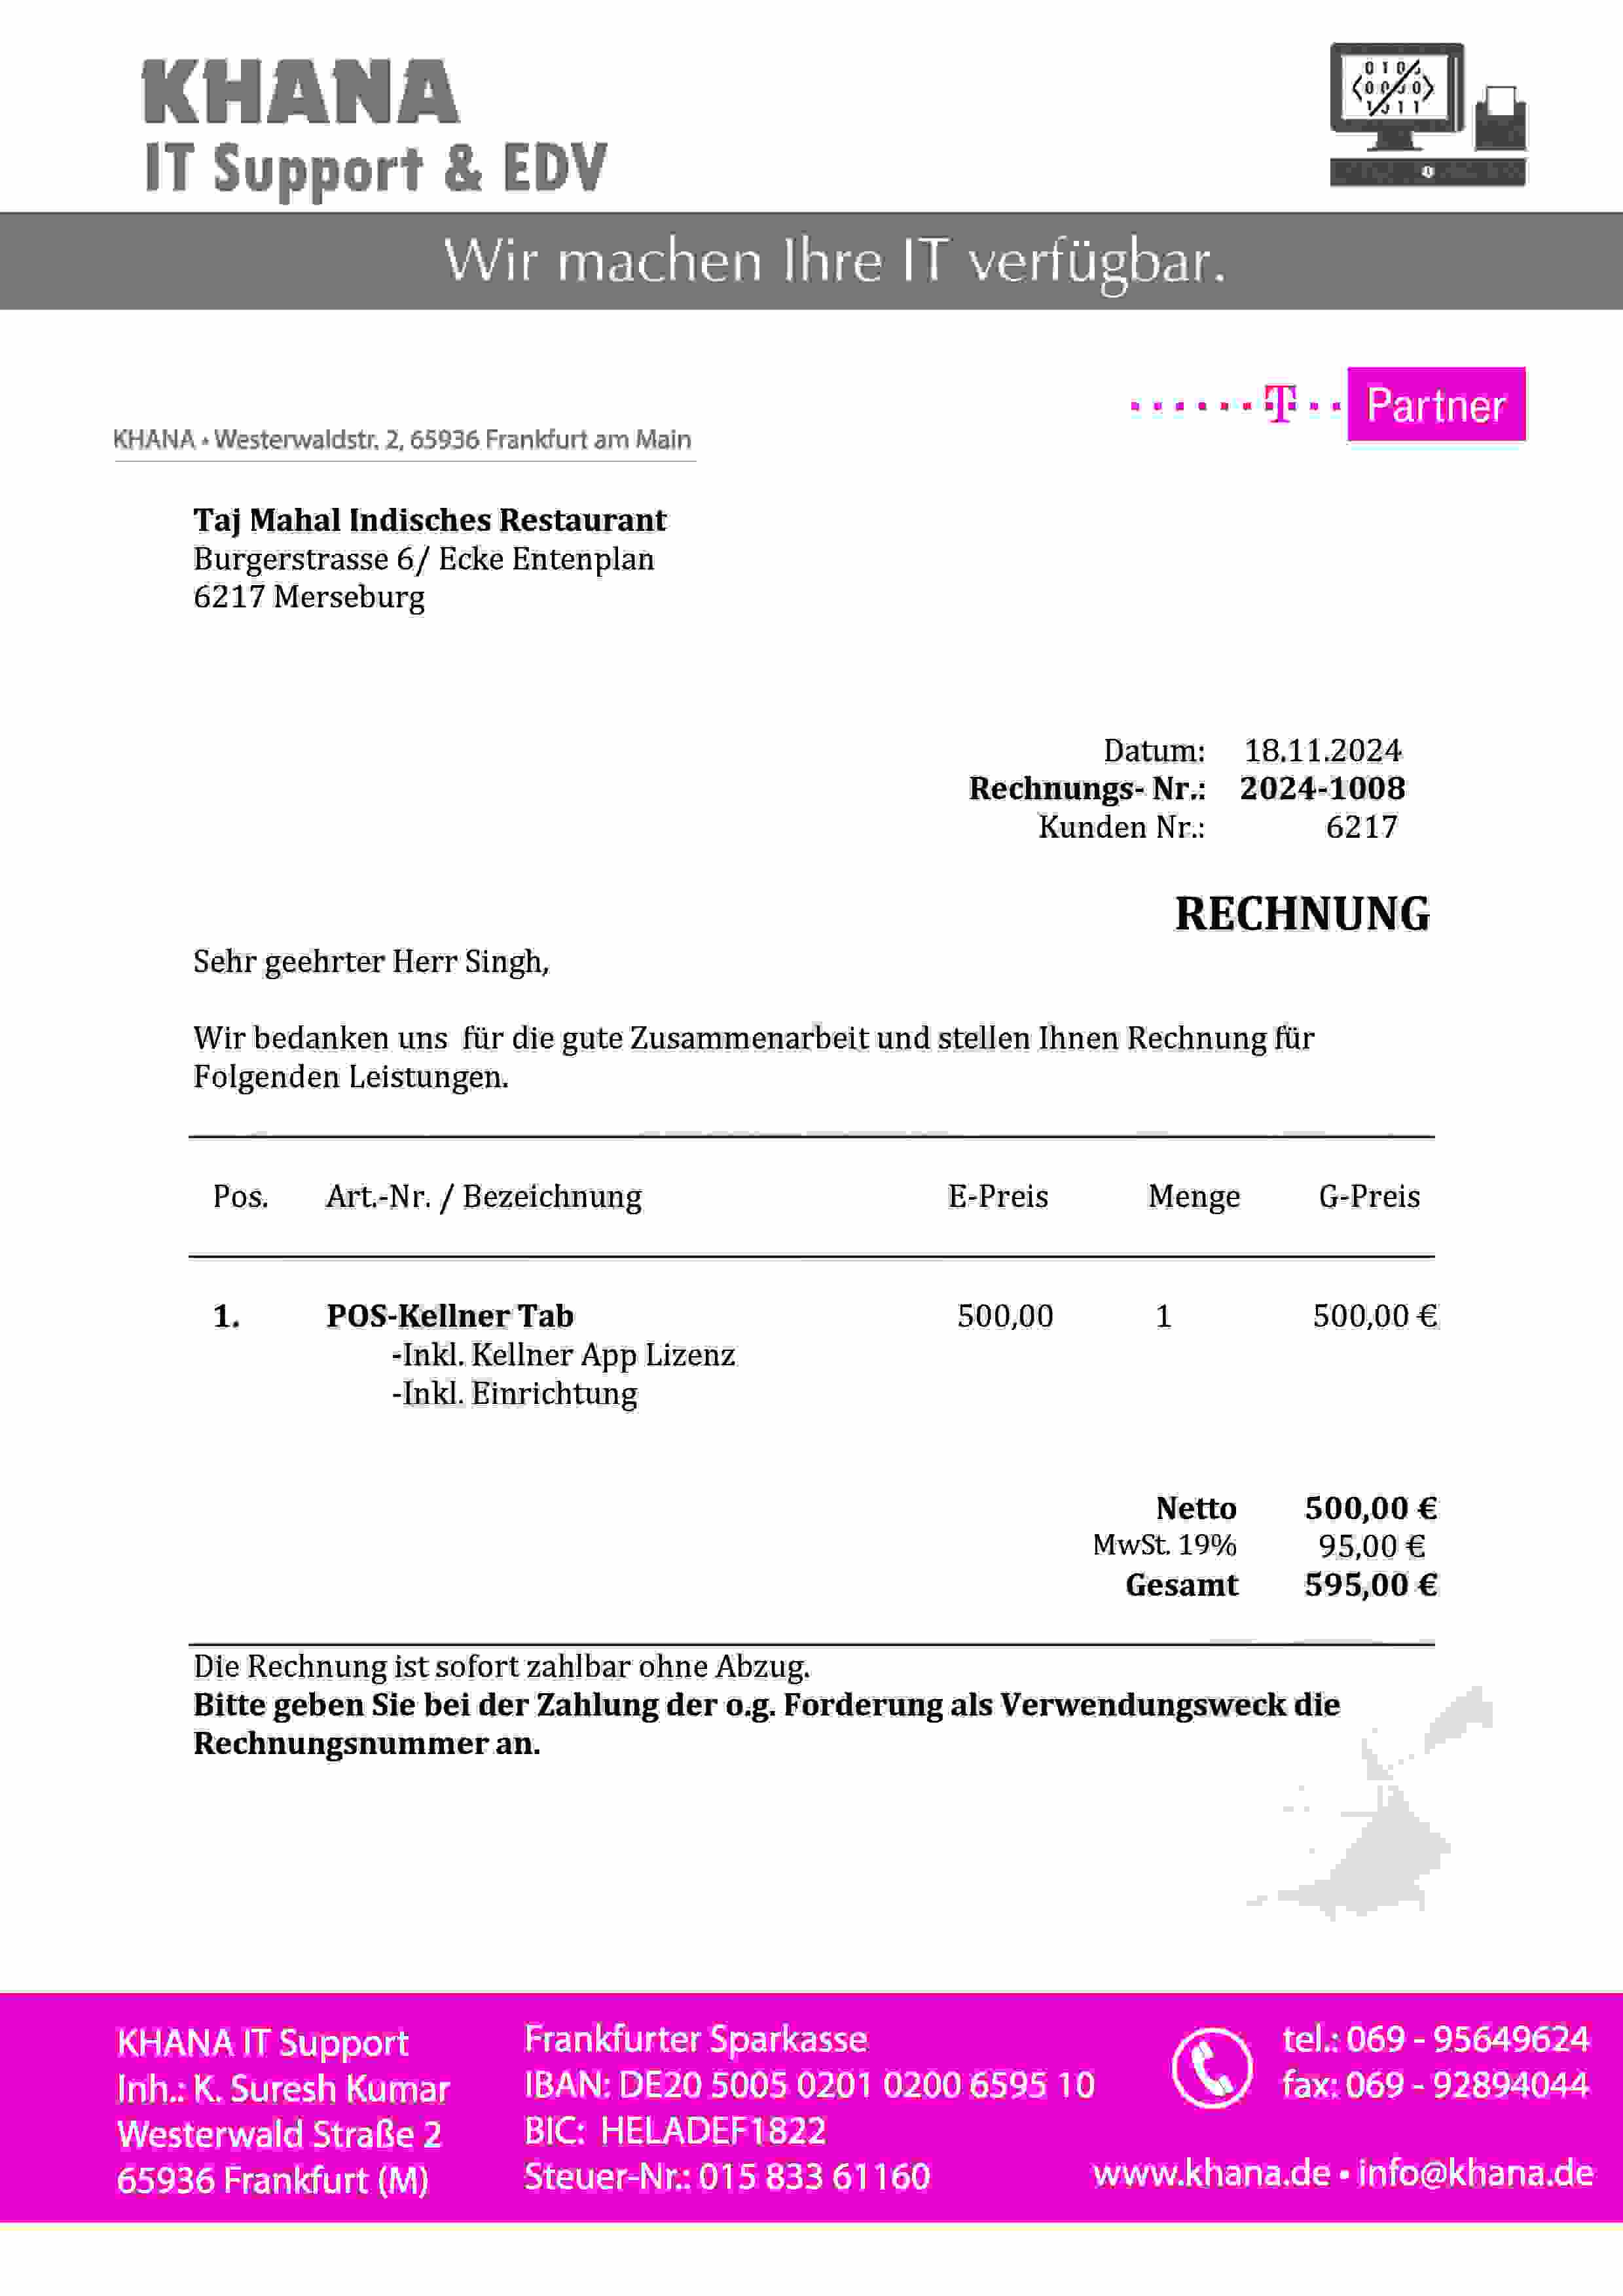 KHANA
IT Support & EDV
Wir machen Ihre IT verfügbar.
T Partner
KHANA • Westerwaldstr. 2, 65936 Frankfurt am Main
Taj Mahal Indisches Restaurant
Burgerstrasse 6/ Ecke Entenplan
6217 Merseburg
Datum: 18.11.2024
Rechnungs- Nr.: 2024-1008
Kunden Nr.: 6217
RECHNUNG
Sehr geehrter Herr Singh,
Wir bedanken uns für die gute Zusammenarbeit und stellen Ihnen Rechnung für
Folgenden Leistungen.
Pos. Art.-Nr. / Bezeichnung E-Preis Menge G-Preis
1. POS-Kellner Tab 500,00 1 500,00 €
-Inkl. Kellner App Lizenz
-Inkl. Einrichtung
Netto 500,00 €
MwSt. 19% 95,00 €
Gesamt 595,00 €
Die Rechnung ist sofort zahlbar ohne Abzug.
Bitte geben Sie bei der Zahlung der o.g. Forderung als Verwendungsweck die
Rechnungsnummer an.
KHANA IT Support
Inh.: K. Suresh Kumar
Westerwald Straße 2
65936 Frankfurt (M)
Frankfurter Sparkasse
IBAN: DE20 5005 0201 0200 6595 10
BIC: HELADEF1822
Steuer-Nr.: 015 833 61160
tel.: 069 - 95649624
fax: 069 - 92894044
www.khana.de • info@khana.de